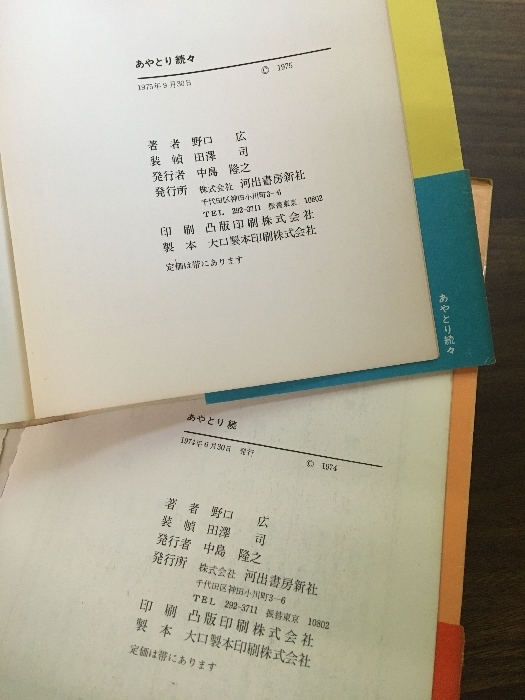 あやとり 続々
© 1975
1975年9月30日
著者 野口 広
装幀 田澤 司
発行者 中島 隆之
発行所 株式会社 河出書房新社
千代田区神田小川町3-6
TEL 292-3711 振替東京 10802
印刷 凸版印刷株式会社
製本 大口製本印刷株式会社
定価は帯にあります
あやとり続々
あやとり 続
1974年6月30日 発行
© 1974
著者 野口 広
装幀 田澤 司
発行者 中島 隆之
発行所 株式会社 河出書房新社
千代田区神田小川町3-6
TEL 292-3711 振替東京 10802
印刷 凸版印刷株式会社
製本 大口製本印刷株式会社
定価は帯にあります